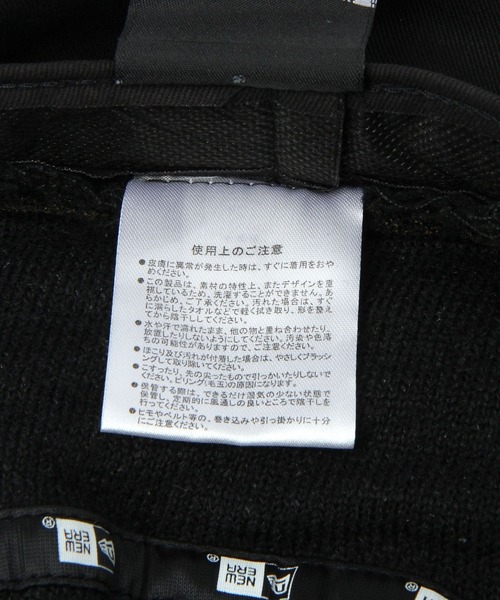 使用上のご注意
●皮膚に異常が発生した時は、すぐに着用をおや
めください。
●この製品は、素材の特性上、またデザインを重
視しているため、洗濯することができません。あ
らかじめ、ご了承ください。汚れた場合は、すぐ
に濡らしたタオルなどで軽く拭き取り、形を整え
てから陰干ししてください。
●水や汗で濡れたまま、他の物と重ね合わせたり、
放置したりしないようにしてください。汚染や色落
ちの可能性がありますので、ご注意ください。
●ほこり及び汚れが付着した場合は、やさしくブラッシ
ングして取り除いてください。
●こすったり、先の尖ったもので引っかいたりしないで
ください。ピリング(毛玉)の原因になります。
●保管する際は、できるだけ湿気の少ない状態で
保管し、定期的に風通しの良いところで陰干しを
行ってください。
●ヒモやベルト等の、巻き込みや引っ掛かりに十分
にご注意ください。
NEW
ERA
®
NEW
ERA
®
NEW
®